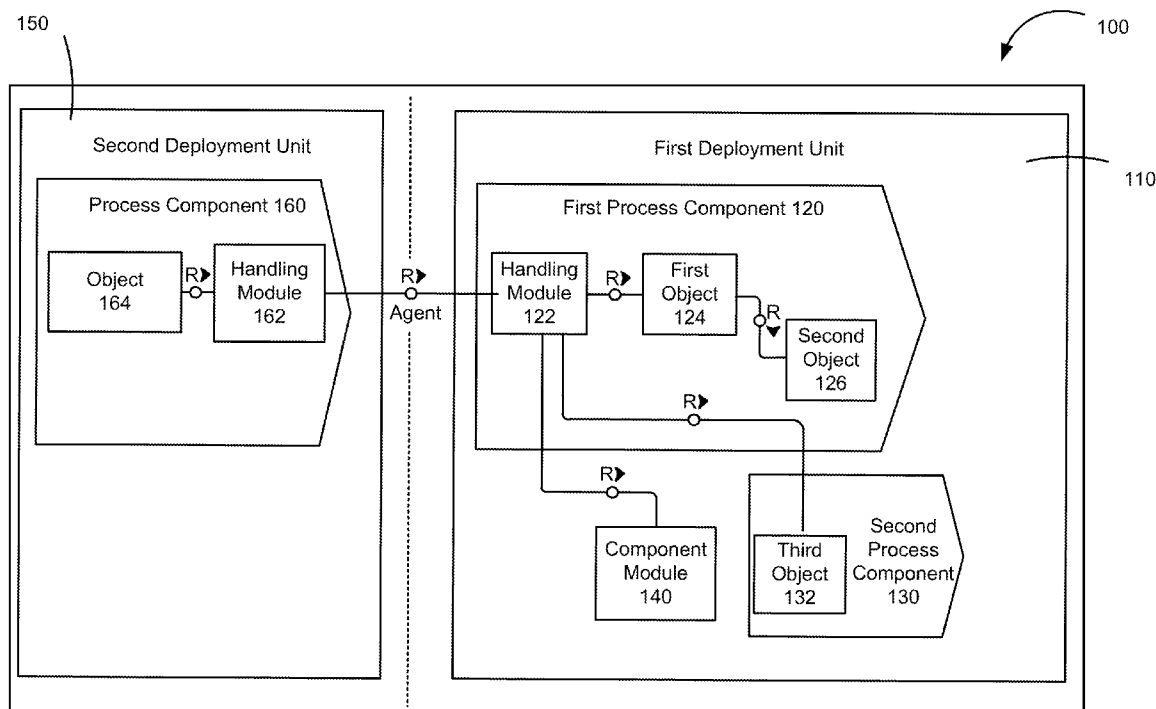 150
100
Second Deployment Unit
First Deployment Unit
110
Process Component 160
First Process Component 120
Object
164
R
Handling
Module
162
R
Agent
Handling
Module
122
R
First
Object
124
R
Second
Object
126
R
R
Component
Module
140
Third
Object
132
Second
Process
Component
130